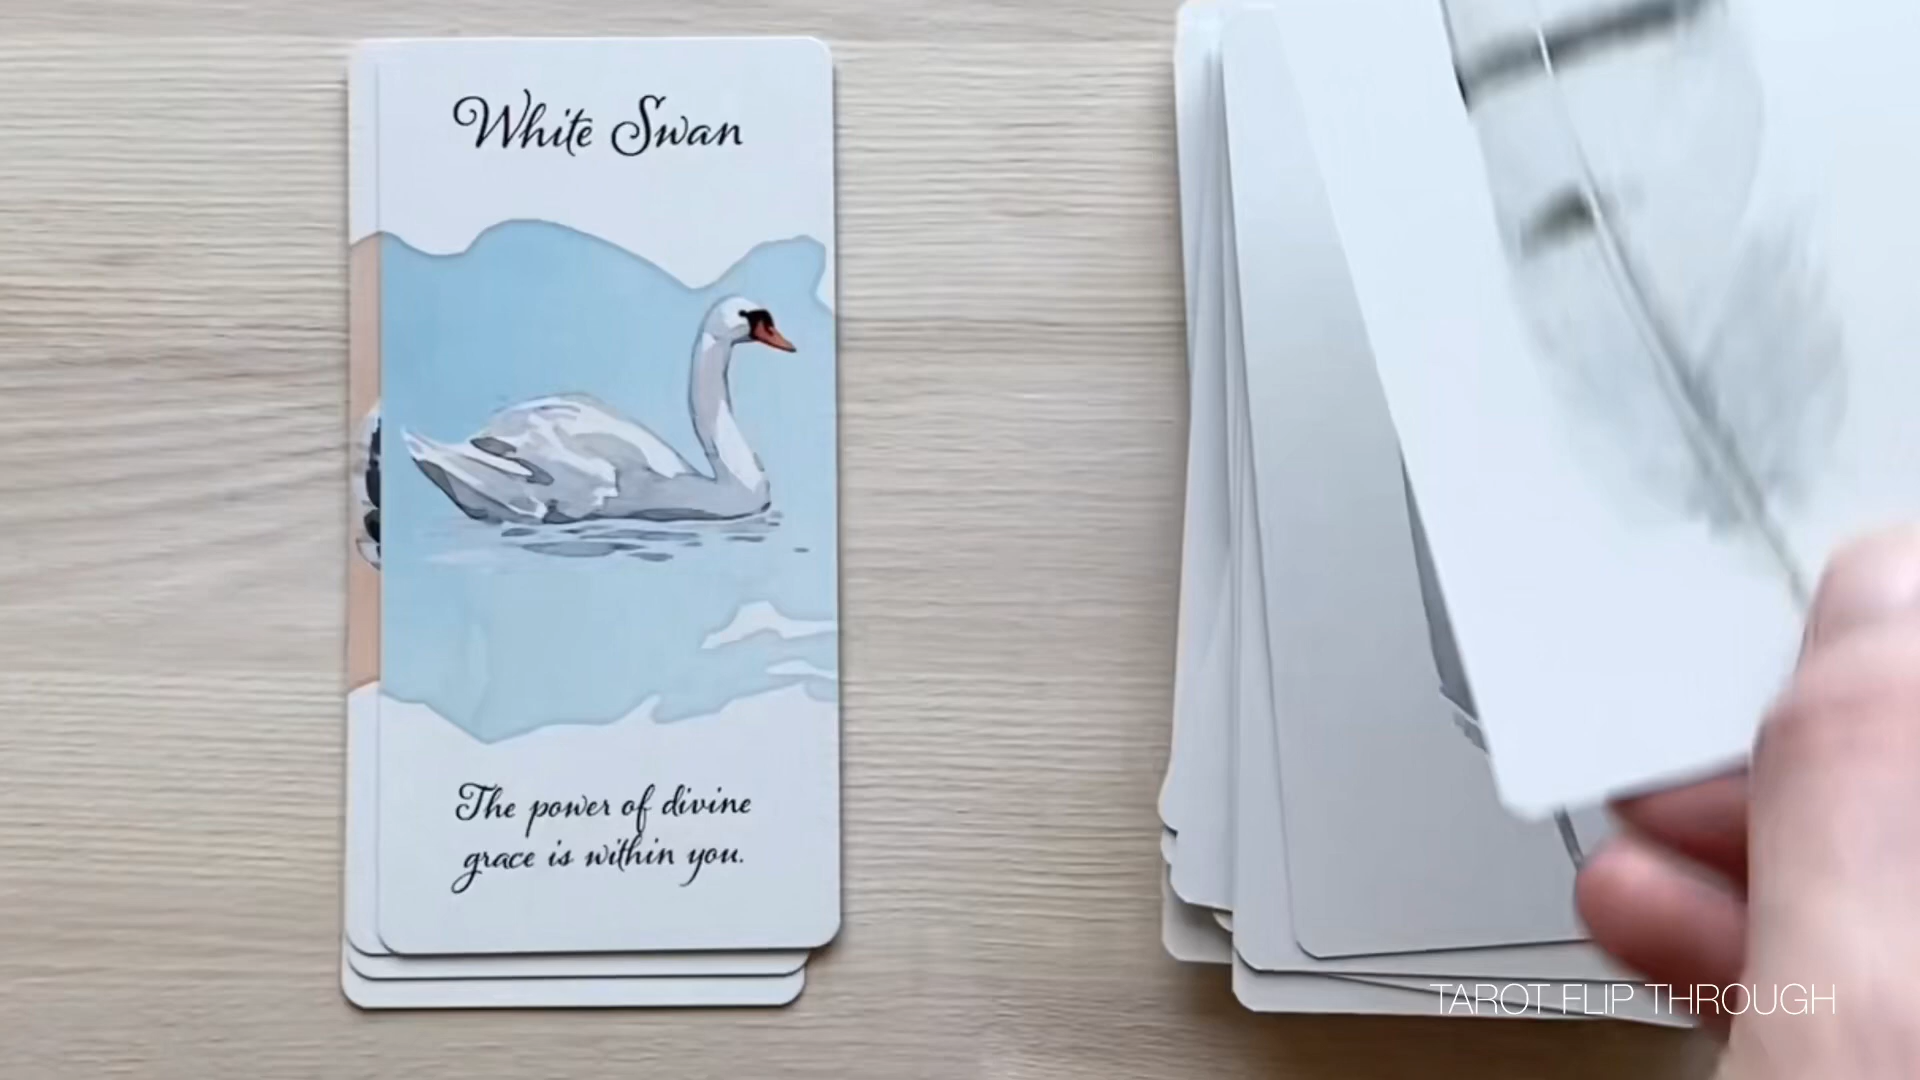 White Swan
The power of divine
grace is within you.
TAROT FLIP THROUGH